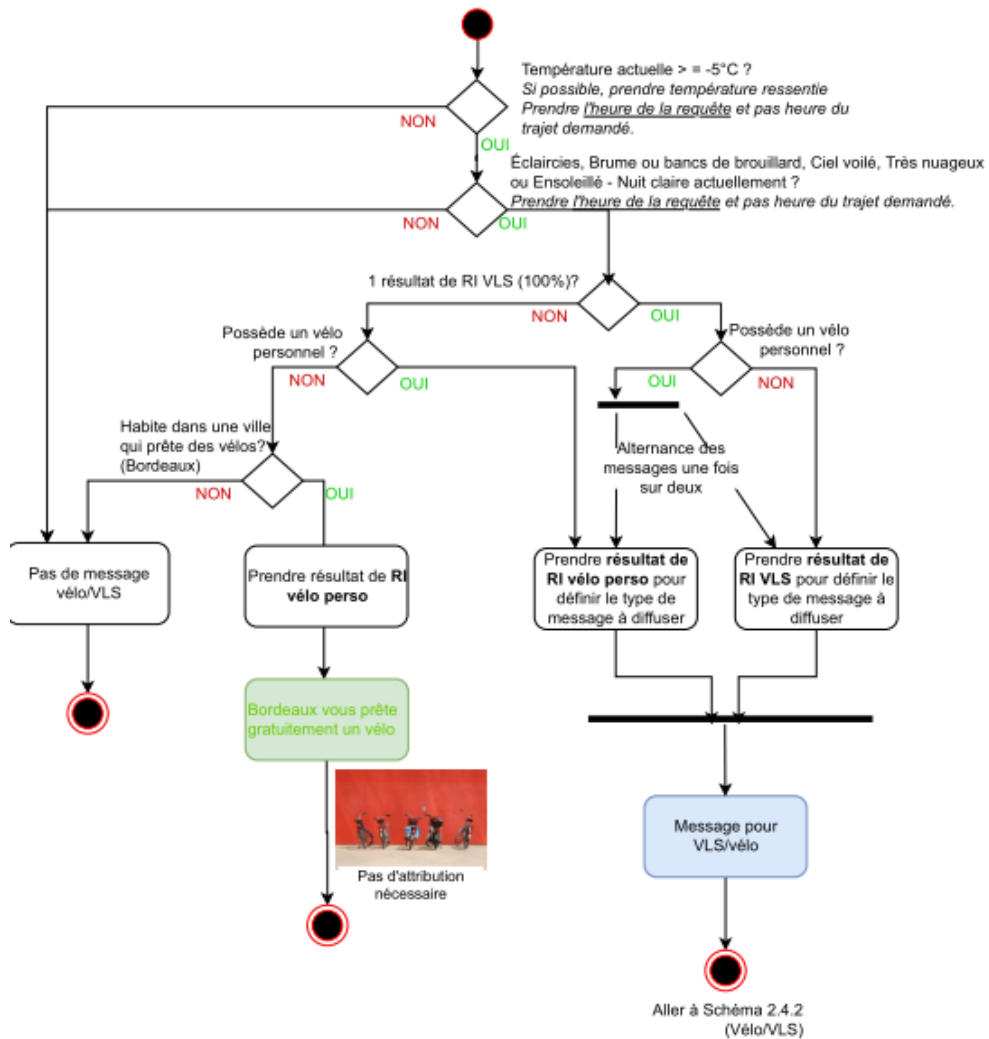 Température actuelle > = -5°C ?
Si possible, prendre température ressentie
Prendre l'heure de la requête et pas heure du
trajet demandé.
NON
OUI
Éclaircies, Brume ou bancs de brouillard, Ciel voilé, Très nuageux
ou Ensoleillé - Nuit claire actuellement ?
Prendre l'heure de la requête et pas heure du trajet demandé.
NON
OUI
1 résultat de RI VLS (100%)?
NON
OUI
Possède un vélo
personnel ?
NON
OUI
Possède un vélo
personnel ?
OUI
NON
Habite dans une ville
qui prête des vélos?
(Bordeaux)
NON
OUI
Alternance des
messages une fois
sur deux
Pas de message
vélo/VLS
Prendre résultat de RI
vélo perso
Prendre résultat de
RI vélo perso pour
définir le type de
message à diffuser
Prendre résultat de
RI VLS pour définir le
type de message à
diffuser
Bordeaux vous prête
gratuitement un vélo
Pas d'attribution
nécessaire
Message pour
VLS/vélo
Aller à Schéma 2.4.2
(Vélo/VLS)